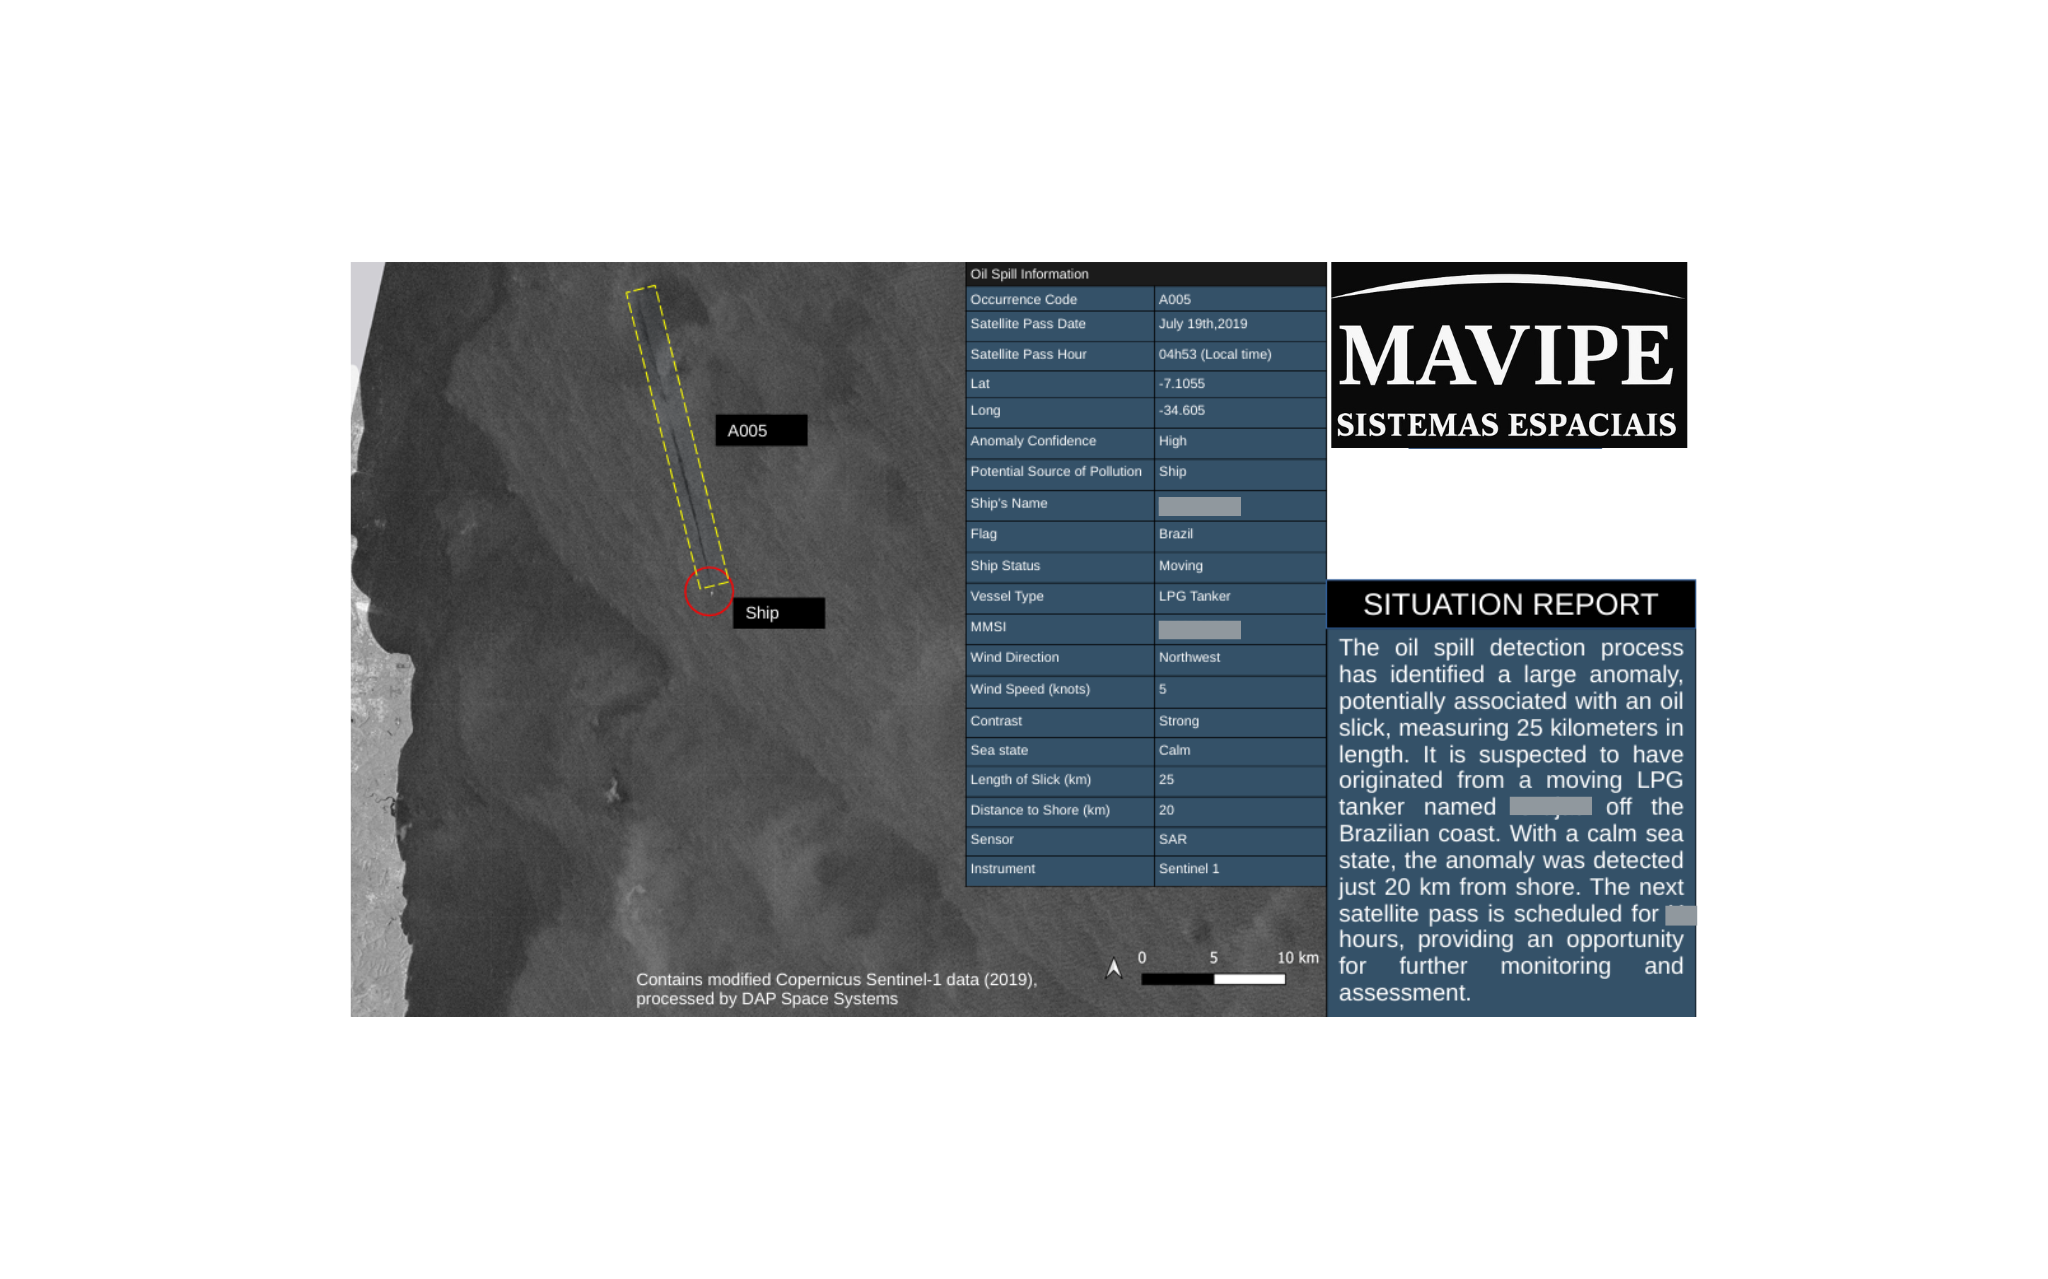 A005
Ship
Contains modified Copernicus Sentinel-1 data (2019),
processed by DAP Space Systems
0 5 10 km
Oil Spill Information
Occurrence Code A005
Satellite Pass Date July 19th,2019
Satellite Pass Hour 04h53 (Local time)
Lat -7.1055
Long -34.605
Anomaly Confidence High
Potential Source of Pollution Ship
Ship's Name
Flag Brazil
Ship Status Moving
Vessel Type LPG Tanker
MMSI
Wind Direction Northwest
Wind Speed (knots) 5
Contrast Strong
Sea state Calm
Length of Slick (km) 25
Distance to Shore (km) 20
Sensor SAR
Instrument Sentinel 1
MAVIPE
SISTEMAS ESPACIAIS
SITUATION REPORT
The oil spill detection process
has identified a large anomaly,
potentially associated with an oil
slick, measuring 25 kilometers in
length. It is suspected to have
originated from a moving LPG
tanker named off the
Brazilian coast. With a calm sea
state, the anomaly was detected
just 20 km from shore. The next
satellite pass is scheduled for
hours, providing an opportunity
for further monitoring and
assessment.